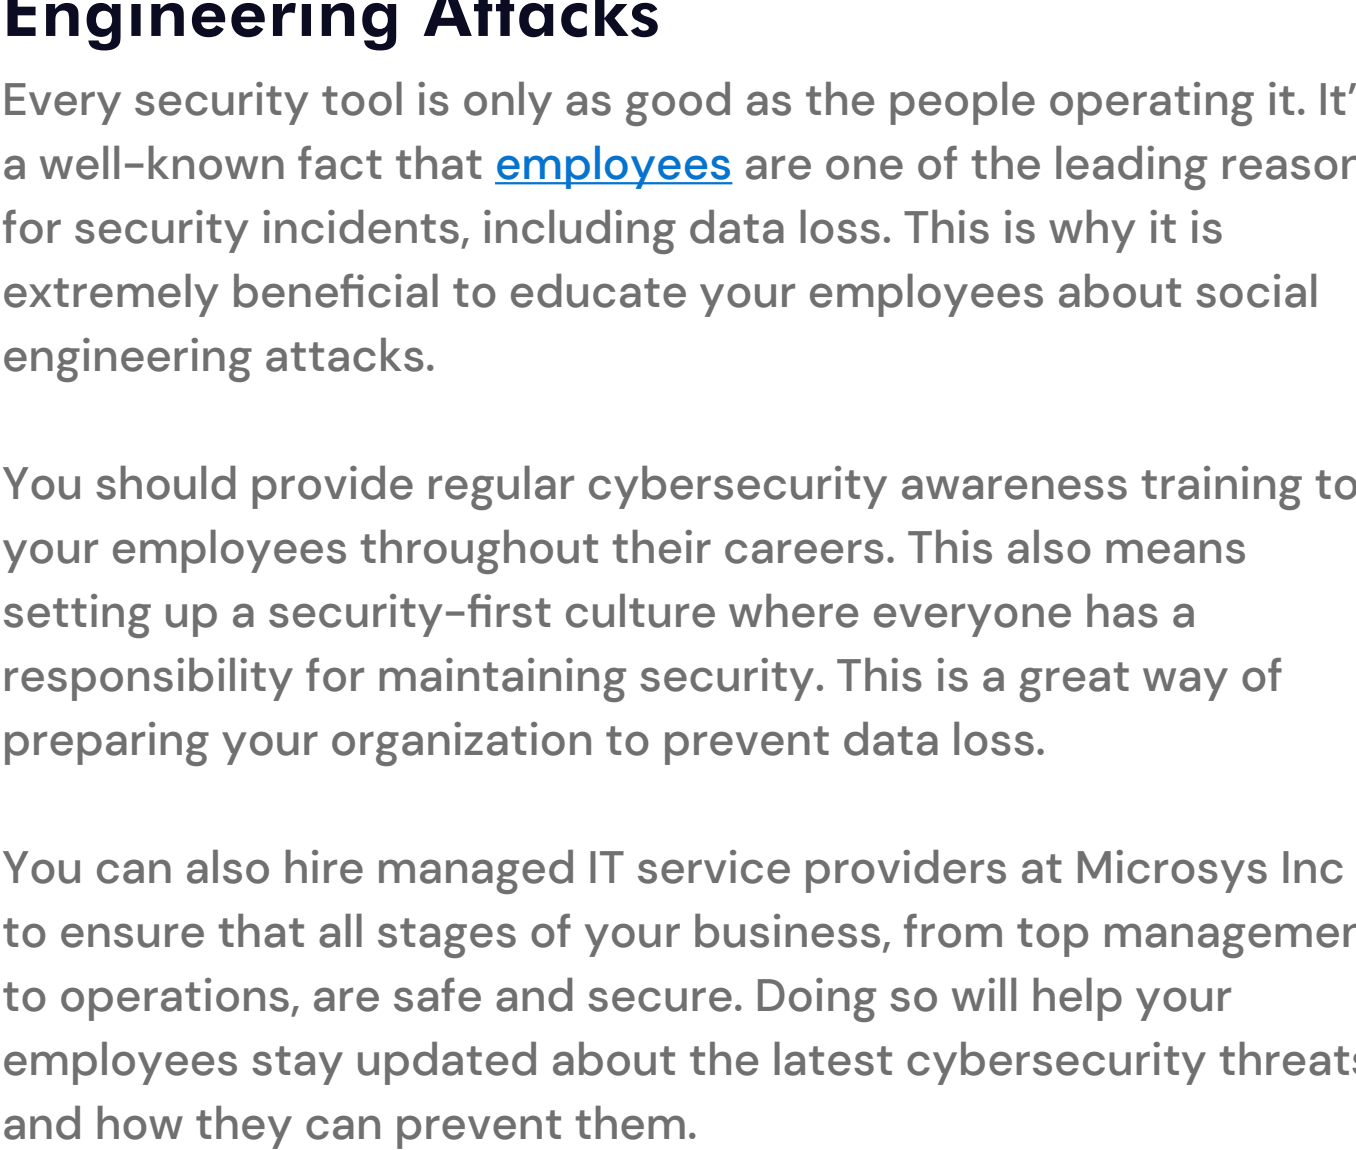 Engineering Attacks
Every security tool is only as good as the people operating it. It’
a well-known fact that employees are one of the leading reason
for security incidents, including data loss. This is why it is
extremely beneficial to educate your employees about social
engineering attacks.
You should provide regular cybersecurity awareness training to
your employees throughout their careers. This also means
setting up a security-first culture where everyone has a
responsibility for maintaining security. This is a great way of
preparing your organization to prevent data loss.
You can also hire managed IT service providers at Microsys Inc
to ensure that all stages of your business, from top managemen
to operations, are safe and secure. Doing so will help your
employees stay updated about the latest cybersecurity threats
and how they can prevent them.